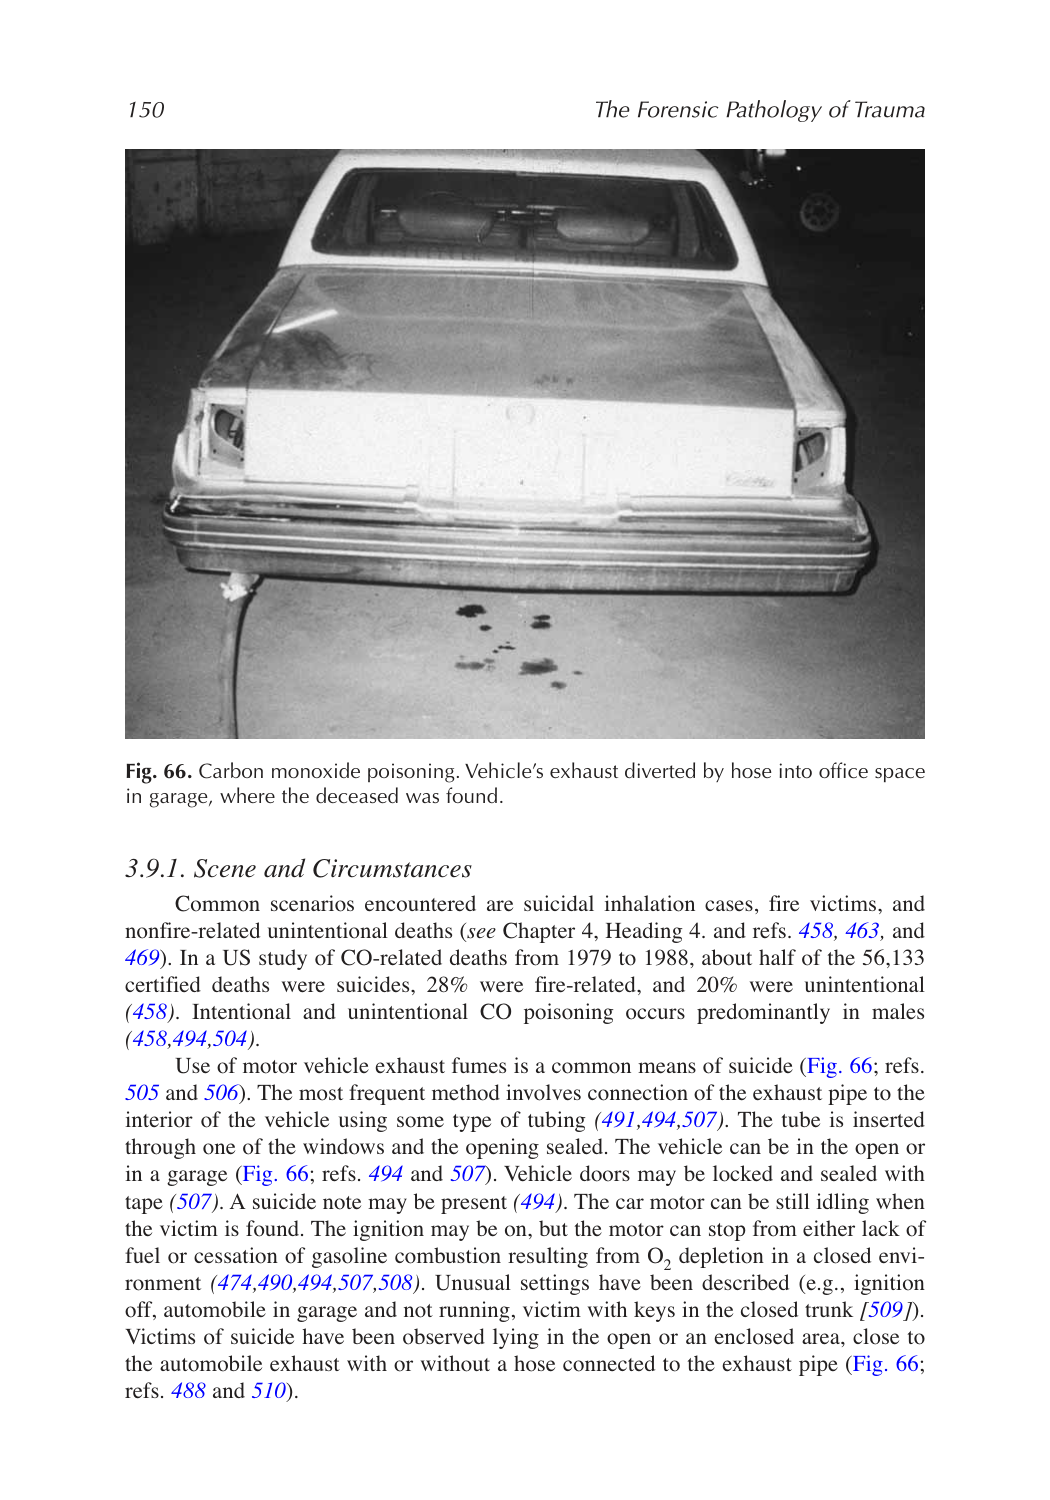 150 The Forensic Pathology of Trauma
Fig. 66. Carbon monoxide poisoning. Vehicle’s exhaust diverted by hose into office space
in garage, where the deceased was found.
3.9.1. Scene and Circumstances
Common scenarios encountered are suicidal inhalation cases, fire victims, and
nonfire-related unintentional deaths (see Chapter 4, Heading 4. and refs. 458, 463, and
469). In a US study of CO-related deaths from 1979 to 1988, about half of the 56,133
certified deaths were suicides, 28% were fire-related, and 20% were unintentional
(458). Intentional and unintentional CO poisoning occurs predominantly in males
(458,494,504).
Use of motor vehicle exhaust fumes is a common means of suicide (Fig. 66; refs.
505 and 506). The most frequent method involves connection of the exhaust pipe to the
interior of the vehicle using some type of tubing (491,494,507). The tube is inserted
through one of the windows and the opening sealed. The vehicle can be in the open or
in a garage (Fig. 66; refs. 494 and 507). Vehicle doors may be locked and sealed with
tape (507). A suicide note may be present (494). The car motor can be still idling when
the victim is found. The ignition may be on, but the motor can stop from either lack of
fuel or cessation of gasoline combustion resulting from O2 depletion in a closed envi-
ronment (474,490,494,507,508). Unusual settings have been described (e.g., ignition
off, automobile in garage and not running, victim with keys in the closed trunk [509]).
Victims of suicide have been observed lying in the open or an enclosed area, close to
the automobile exhaust with or without a hose connected to the exhaust pipe (Fig. 66;
refs. 488 and 510).